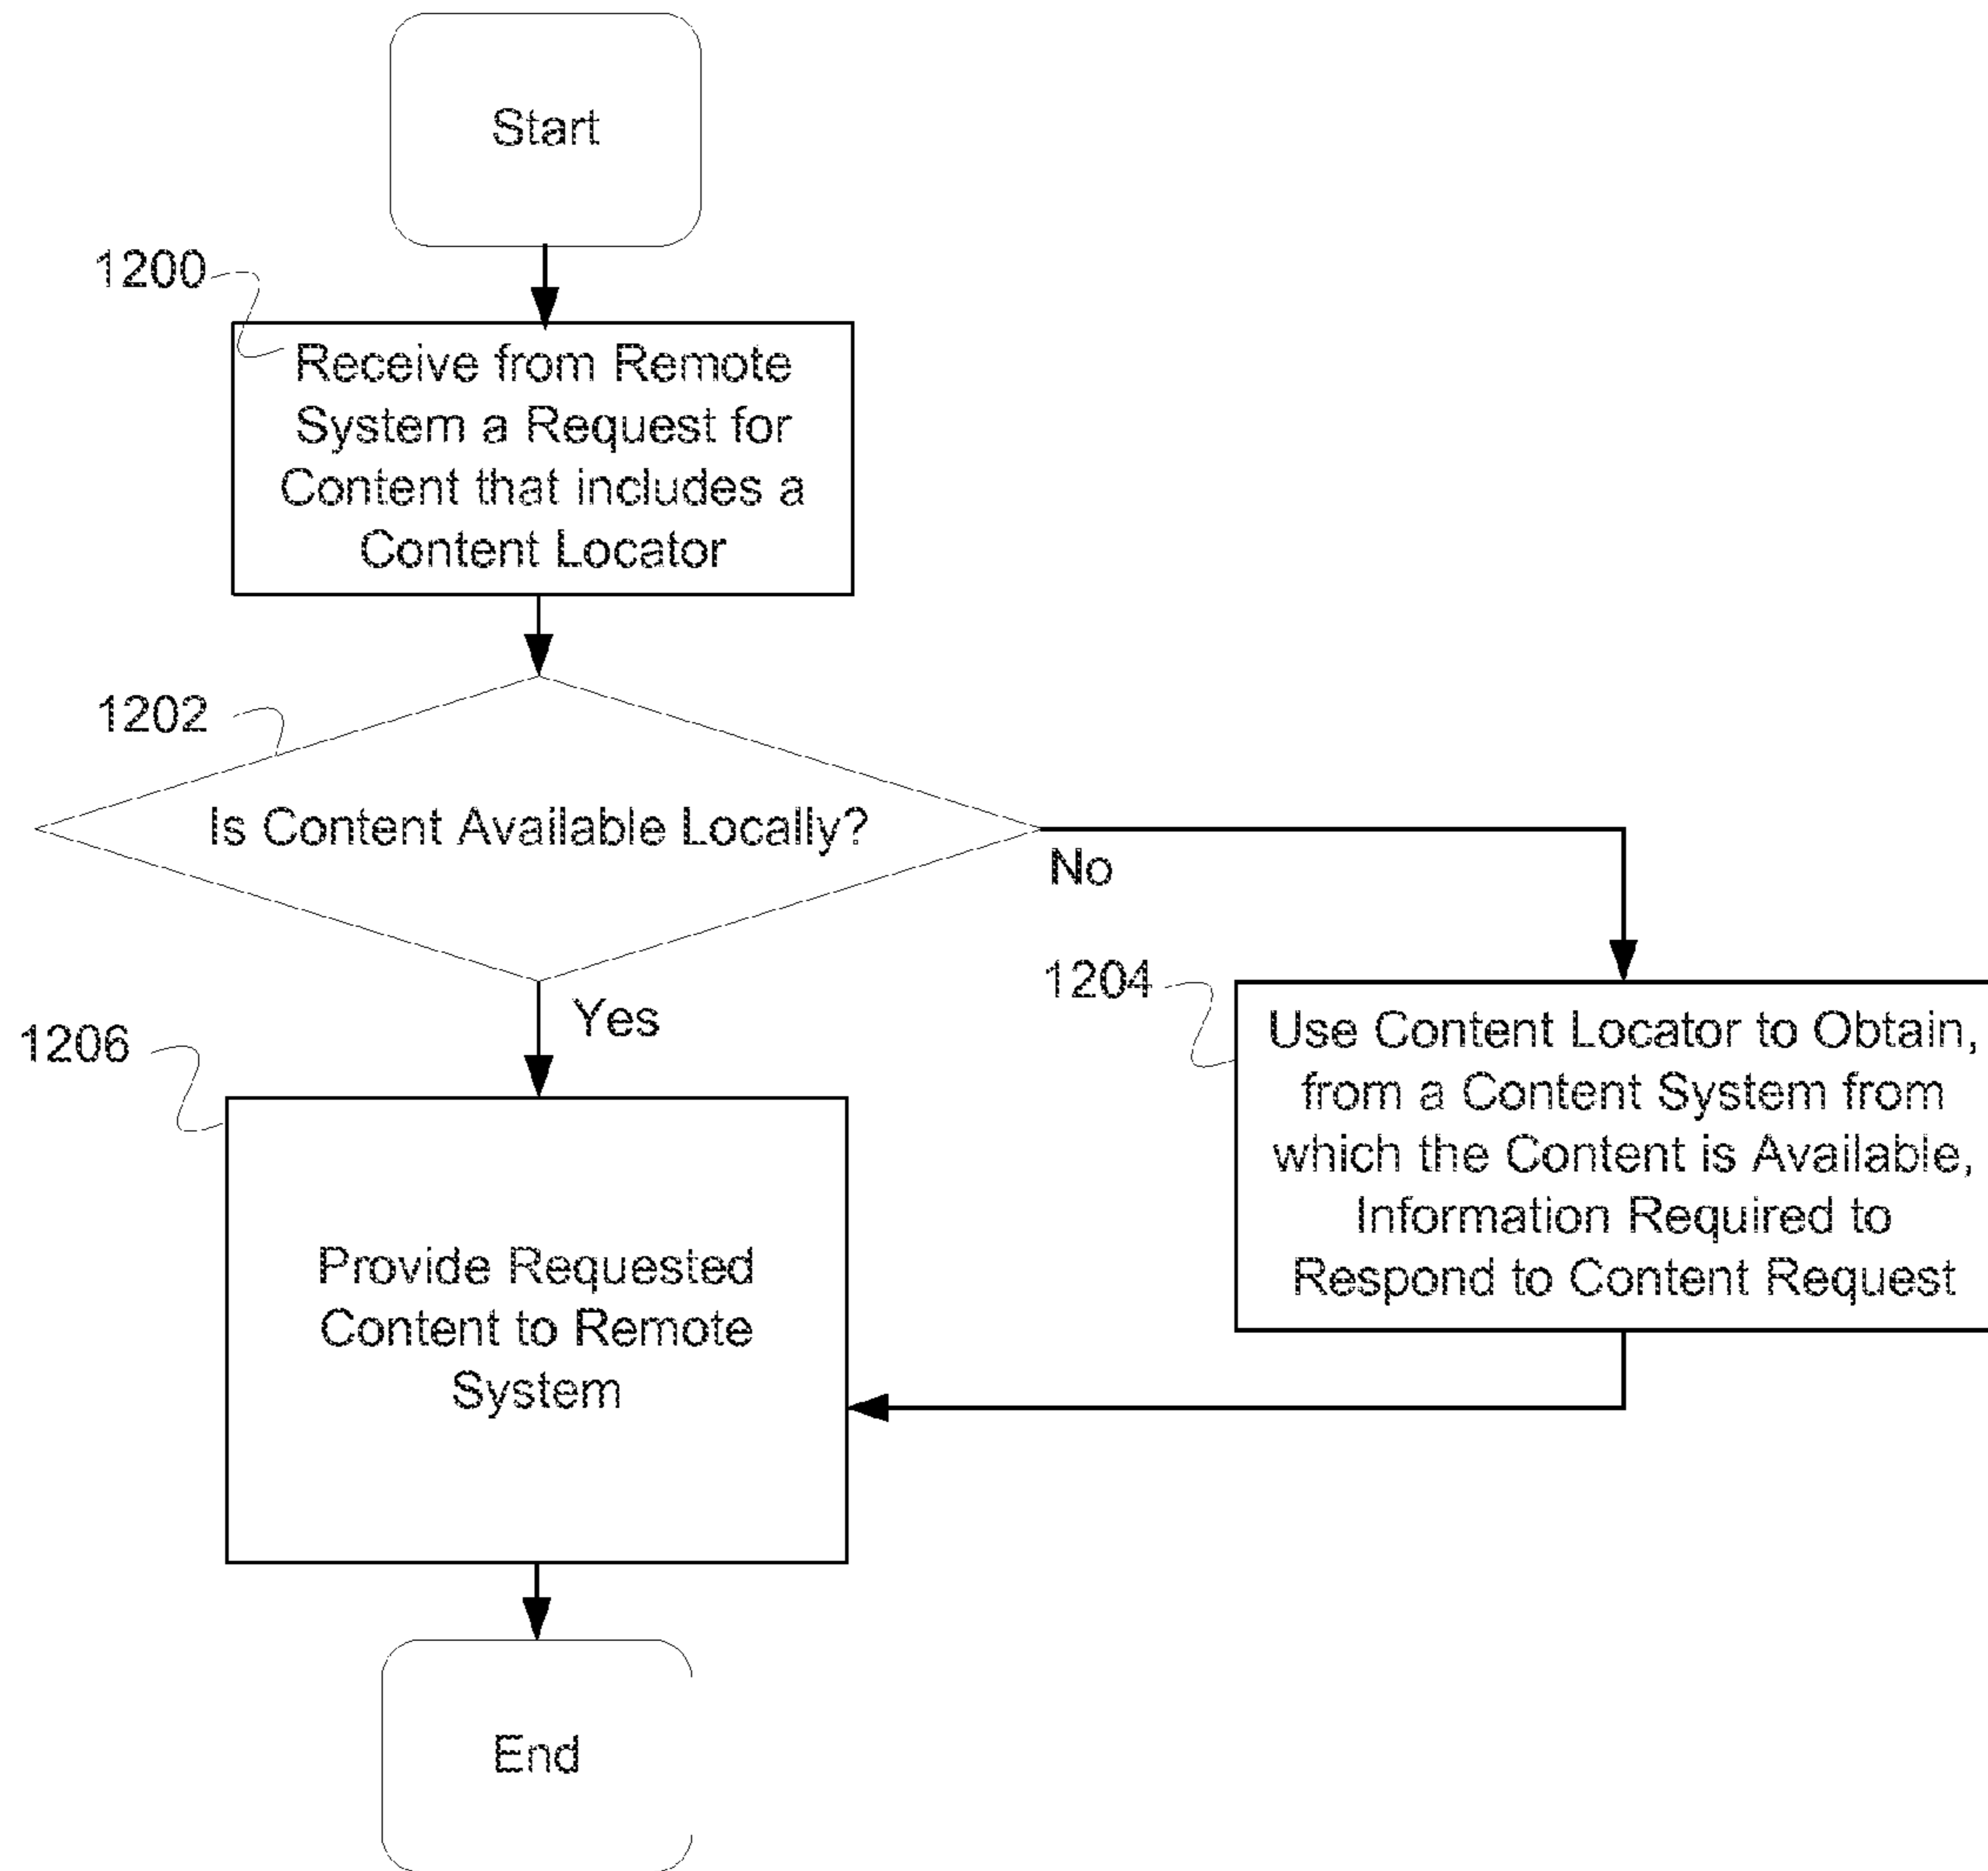 Start
1200
Receive from Remote
System a Request for
Content that includes a
Content Locator
1202
Is Content Available Locally?
No
Yes
1204
Use Content Locator to Obtain,
from a Content System from
which the Content is Available,
Information Required to
Respond to Content Request
1206
Provide Requested
Content to Remote
System
End